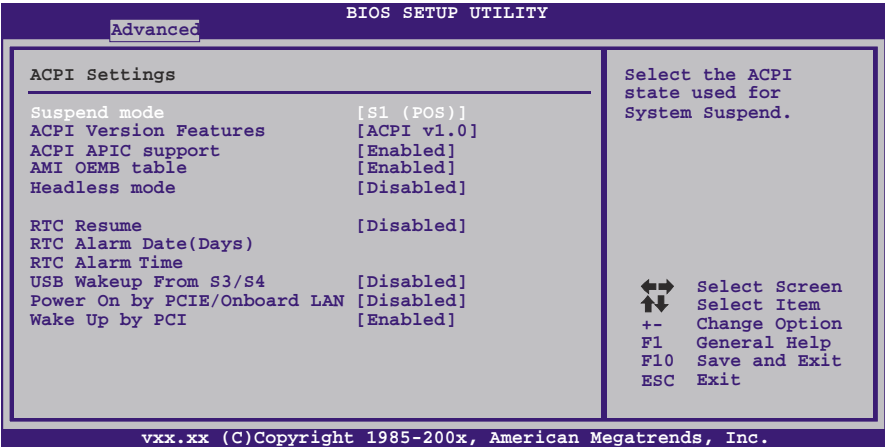 BIOS SETUP UTILITY
Advanced
ACPI Settings
Suspend mode [S1 (POS)]
ACPI Version Features [ACPI v1.0]
ACPI APIC support [Enabled]
AMI OEMB table [Enabled]
Headless mode [Disabled]
RTC Resume [Disabled]
RTC Alarm Date(Days)
RTC Alarm Time
USB Wakeup From S3/S4 [Disabled]
Power On by PCIE/Onboard LAN [Disabled]
Wake Up by PCI [Enabled]
Select the ACPI
state used for
System Suspend.
Select Screen
Select Item
+- Change Option
F1 General Help
F10 Save and Exit
ESC Exit
vxx.xx (C)Copyright 1985-200x, American Megatrends, Inc.